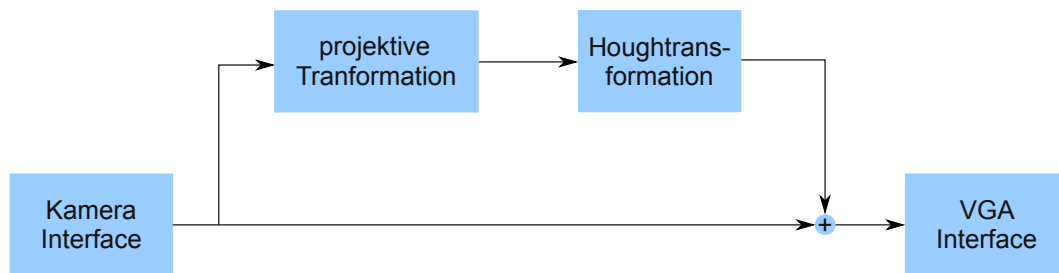 projektive
Tranformation
Houghtrans-
formation
Kamera
Interface
+
VGA
Interface